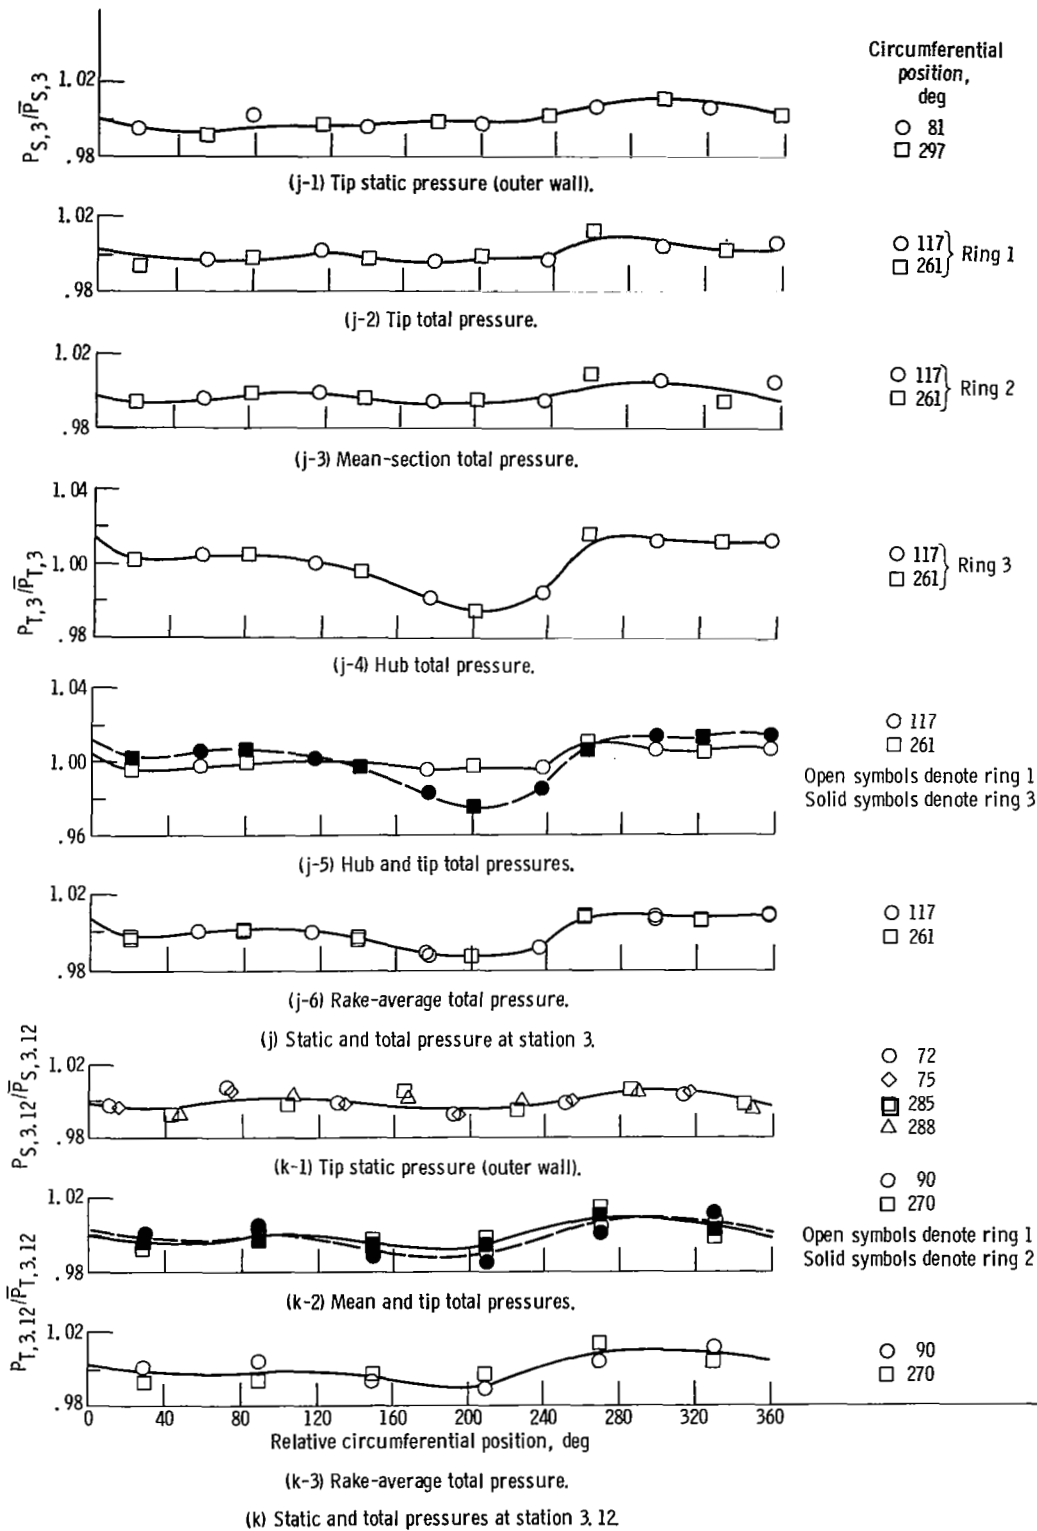 Circumferential
position,
deg
P_S,3/P̅_S,3
1.02
.98
○ 81
□ 297
(j-1) Tip static pressure (outer wall).
1.02
.98
○ 117
□ 261
Ring 1
(j-2) Tip total pressure.
1.02
.98
○ 117
□ 261
Ring 2
(j-3) Mean-section total pressure.
P_T,3/P̅_T,3
1.04
1.00
.98
○ 117
□ 261
Ring 3
(j-4) Hub total pressure.
1.04
1.00
.96
○ 117
□ 261
Open symbols denote ring 1
Solid symbols denote ring 3
(j-5) Hub and tip total pressures.
1.02
.98
○ 117
□ 261
(j-6) Rake-average total pressure.
(j) Static and total pressure at station 3.
P_S,3.12/P̅_S,3.12
1.02
.98
○ 72
◇ 75
□ 285
△ 288
(k-1) Tip static pressure (outer wall).
P_T,3.12/P̅_T,3.12
1.02
.98
○ 90
□ 270
Open symbols denote ring 1
Solid symbols denote ring 2
(k-2) Mean and tip total pressures.
1.02
.98
○ 90
□ 270
0 40 80 120 160 200 240 280 320 360
Relative circumferential position, deg
(k-3) Rake-average total pressure.
(k) Static and total pressures at station 3.12.